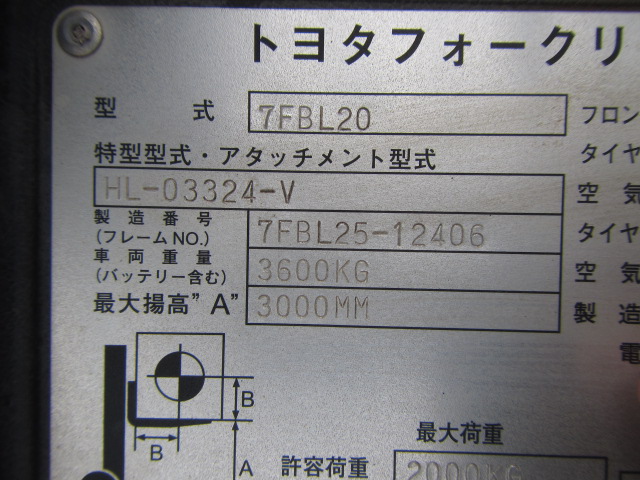 トヨタフォークリ
型 式 7FBL20 フロン
特型型式・アタッチメント型式 タイヤ
HL-03324-V 空気
製造番号
(フレームNO.) 7FBL25-12406 タイヤ
車両重量
(バッテリー含む) 3600KG 空気
最大揚高"A" 3000MM 製造
電
B
B
A
最大荷重
許容荷重 2000KG